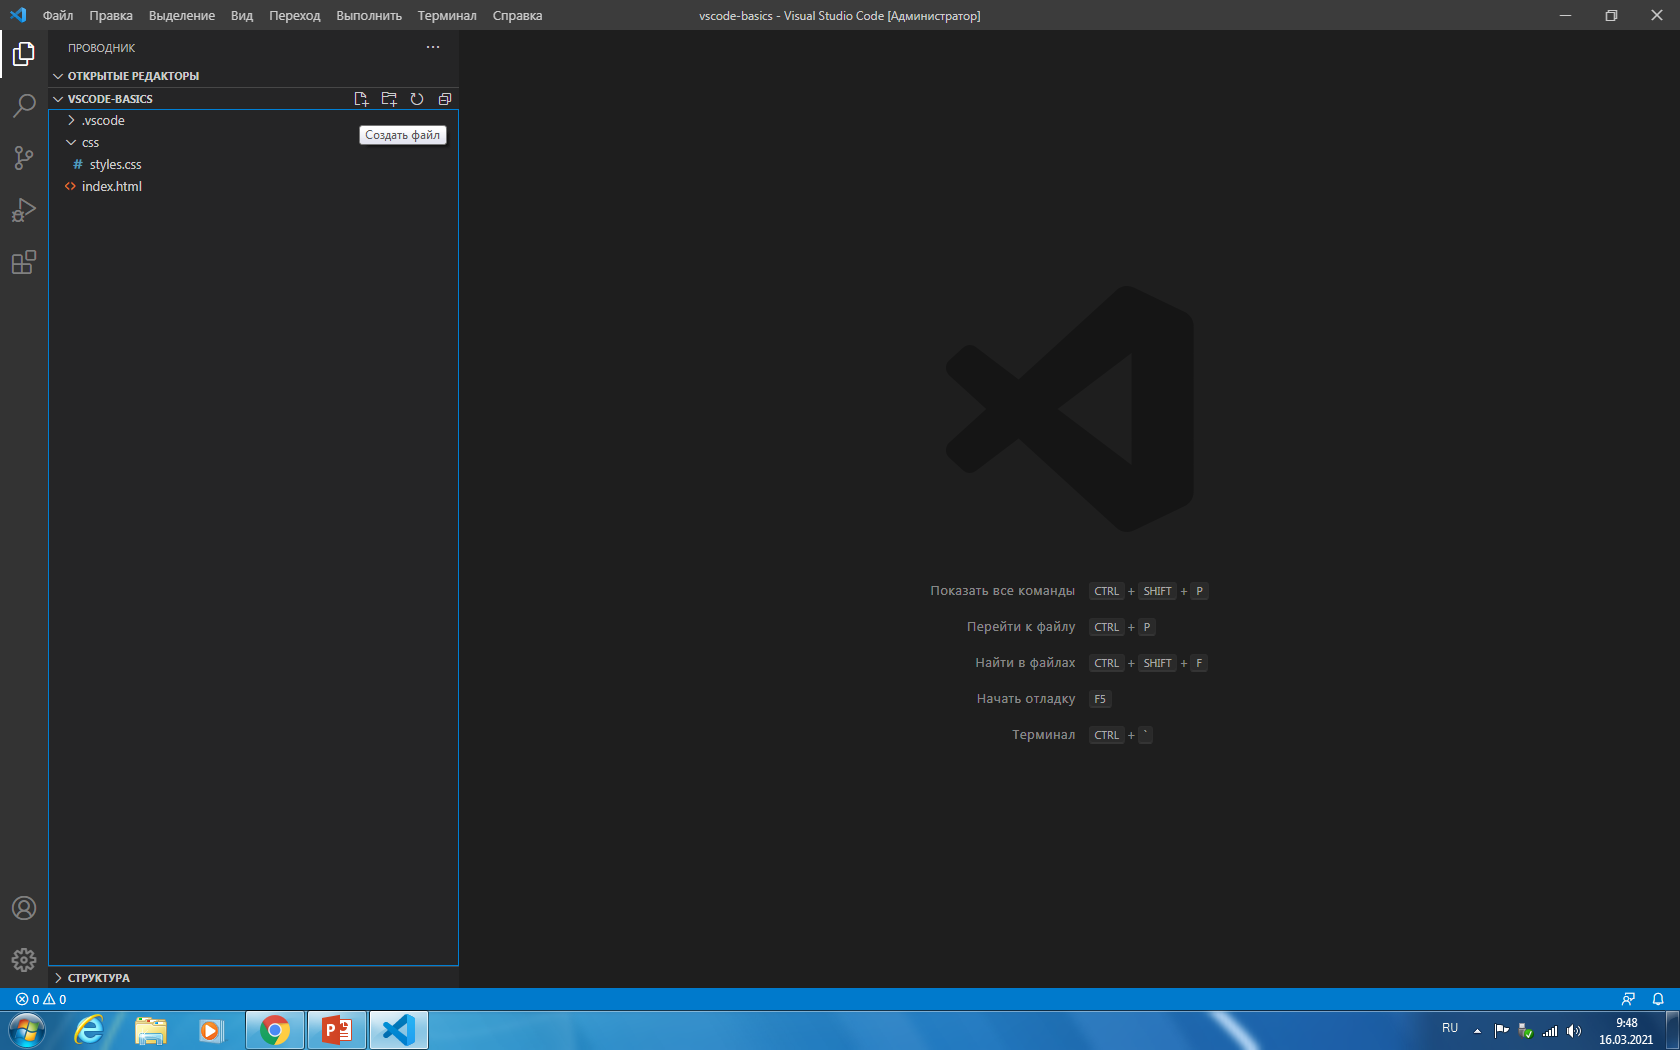 Файл Правка Выделение Вид Переход Выполнить Терминал Справка
vscode-basics - Visual Studio Code [Администратор]
ПРОВОДНИК
ОТКРЫТЫЕ РЕДАКТОРЫ
VSCODE-BASICS
.vscode
Создать файл
css
# styles.css
index.html
Показать все команды CTRL + SHIFT + P
Перейти к файлу CTRL + P
Найти в файлах CTRL + SHIFT + F
Начать отладку F5
Терминал CTRL + `
СТРУКТУРА
0 0
RU
9:48
16.03.2021